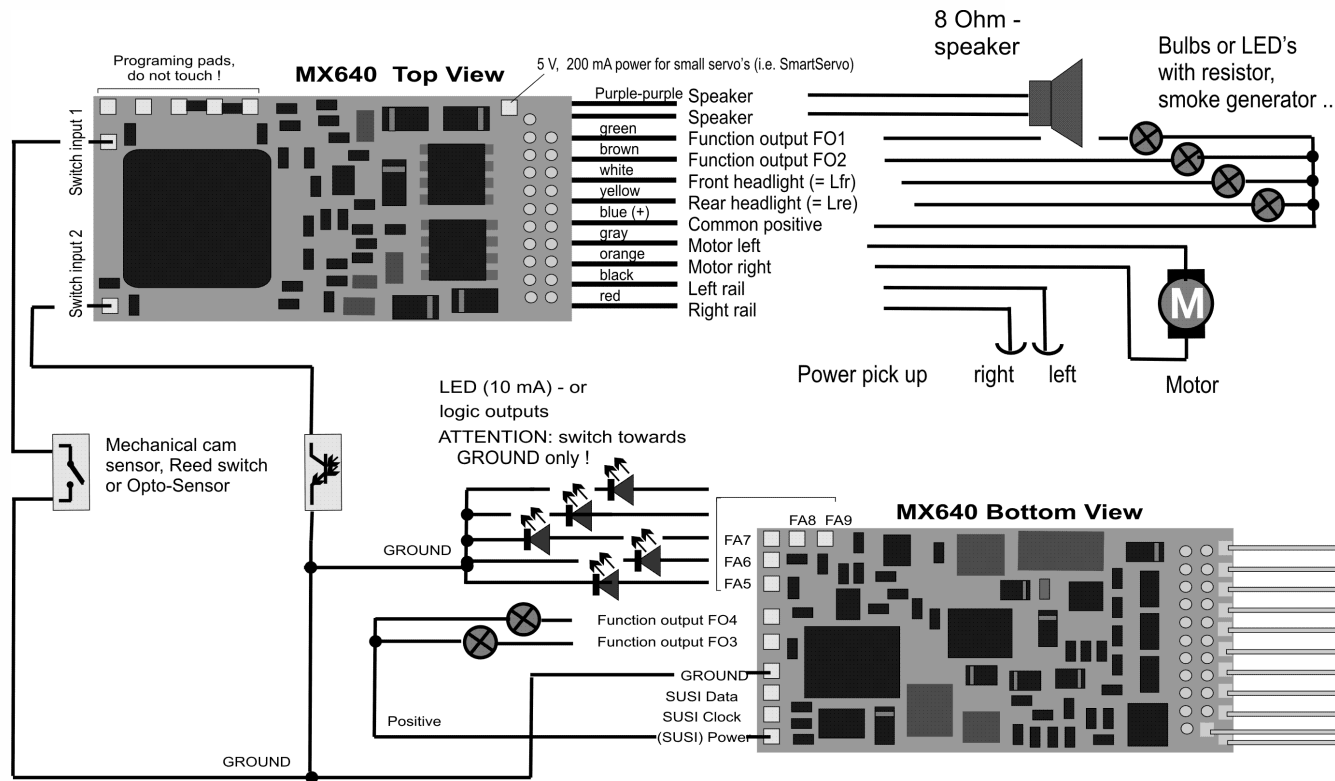 8 Ohm -
speaker
Bulbs or LED's
with resistor,
smoke generator ..
Programing pads,
do not touch !
MX640 Top View
5 V, 200 mA power for small servo's (i.e. SmartServo)
Switch input 1
Switch input 2
Purple-purple Speaker
Speaker
green
Function output FO1
brown
Function output FO2
white
Front headlight (= Lfr)
yellow
Rear headlight (= Lre)
blue (+)
Common positive
gray
Motor left
orange
Motor right
black
Left rail
red
Right rail
M
Power pick up right left
Motor
LED (10 mA) - or
logic outputs
ATTENTION: switch towards
GROUND only !
Mechanical cam
sensor, Reed switch
or Opto-Sensor
MX640 Bottom View
FA8 FA9
FA7
FA6
FA5
GROUND
Function output FO4
Function output FO3
GROUND
SUSI Data
SUSI Clock
(SUSI) Power
Positive
GROUND